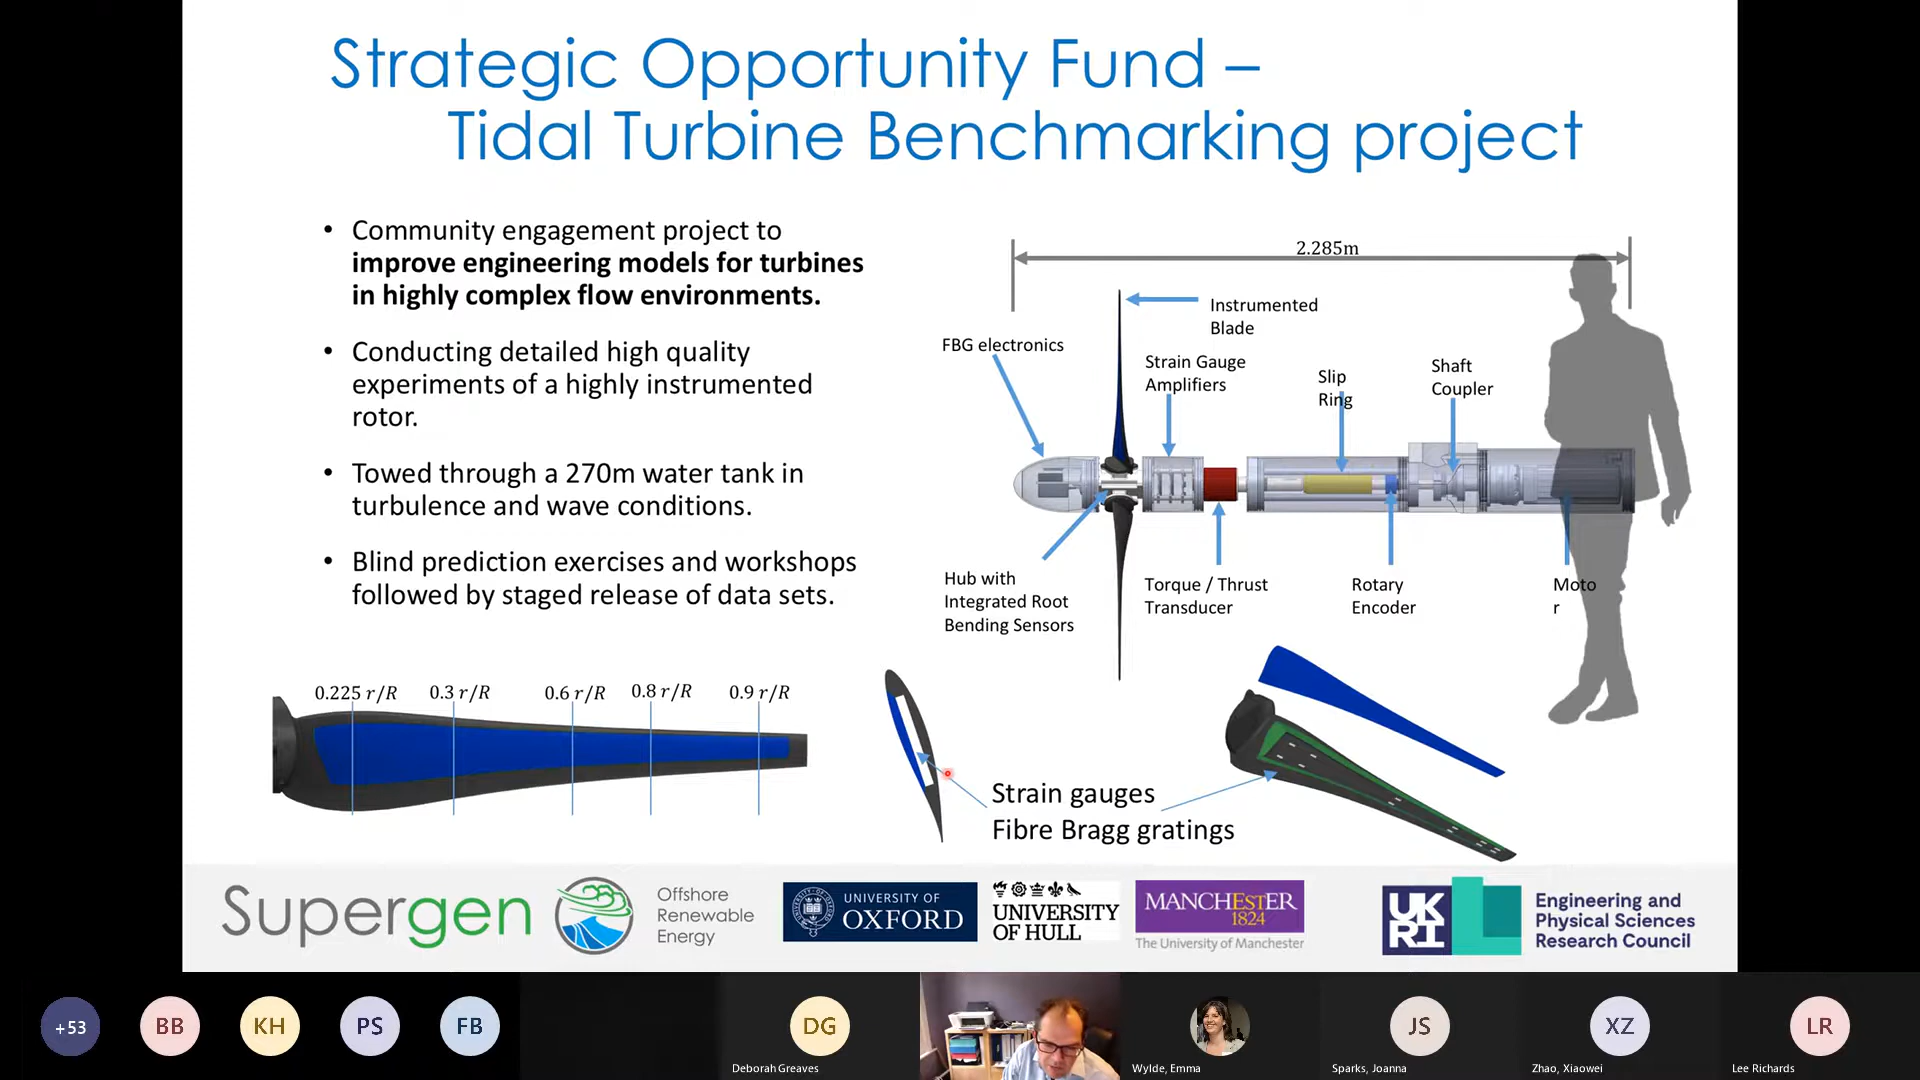 Strategic Opportunity Fund –
Tidal Turbine Benchmarking project
• Community engagement project to
improve engineering models for turbines
in highly complex flow environments.
• Conducting detailed high quality
experiments of a highly instrumented
rotor.
• Towed through a 270m water tank in
turbulence and wave conditions.
• Blind prediction exercises and workshops
followed by staged release of data sets.
2.285m
Instrumented
Blade
FBG electronics
Strain Gauge
Amplifiers
Slip
Ring
Shaft
Coupler
Hub with
Integrated Root
Bending Sensors
Torque / Thrust
Transducer
Rotary
Encoder
Moto
r
0.225 r/R
0.3 r/R
0.6 r/R
0.8 r/R
0.9 r/R
Strain gauges
Fibre Bragg gratings
Supergen
Offshore
Renewable
Energy
UNIVERSITY OF
OXFORD
UNIVERSITY
OF HULL
MANCHESTER
1824
The University of Manchester
UK
RI
Engineering and
Physical Sciences
Research Council
+53
BB
KH
PS
FB
DG
JS
XZ
LR
Deborah Greaves
Wylde, Emma
Sparks, Joanna
Zhao, Xiaowei
Lee Richards